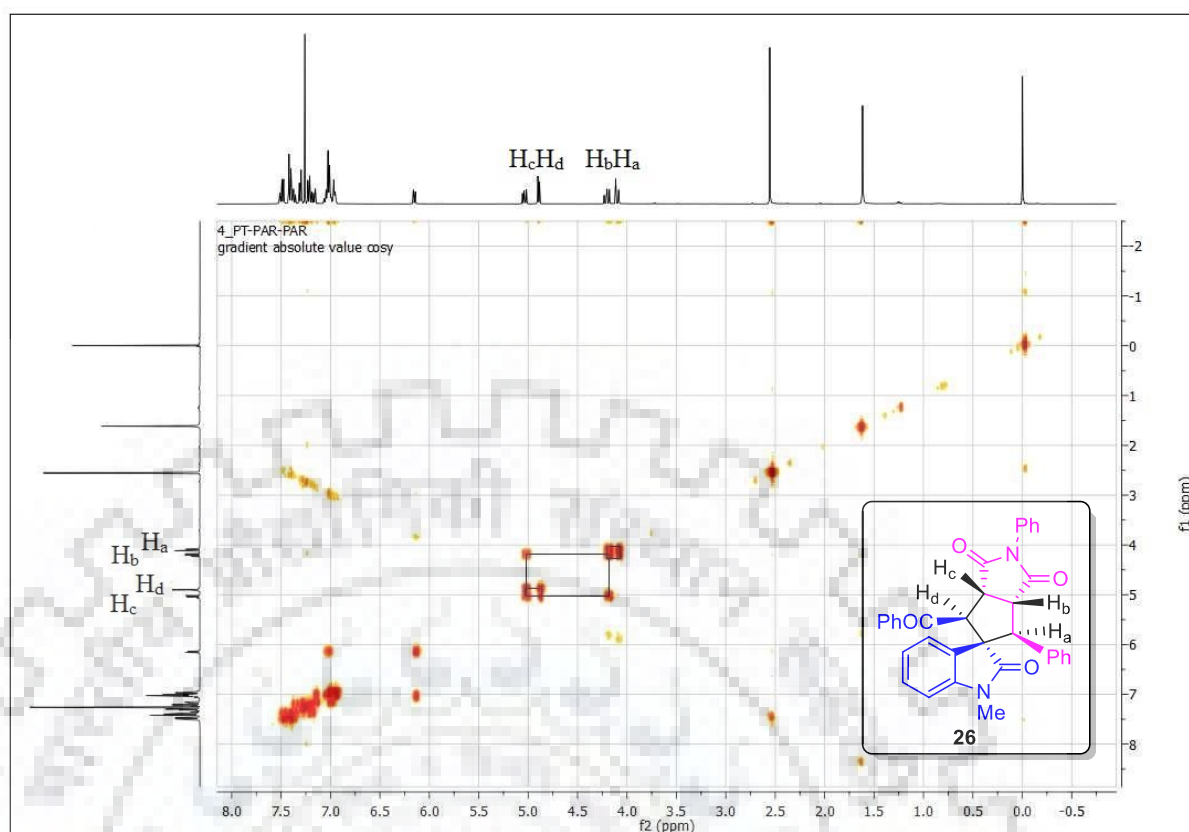 HcHd HbHa
4_PT-PAR-PAR
gradient absolute value cosy
-2
-1
0
1
2
3
4
5
6
7
8
f1 (ppm)
Ha
Hb
Hd
Hc
Ph
O N
Hc O
Hd Hb
PhOC Ha
Ph
O
N
Me
26
8.0 7.5 7.0 6.5 6.0 5.5 5.0 4.5 4.0 3.5 3.0 2.5 2.0 1.5 1.0 0.5 0.0 -0.5
f2 (ppm)